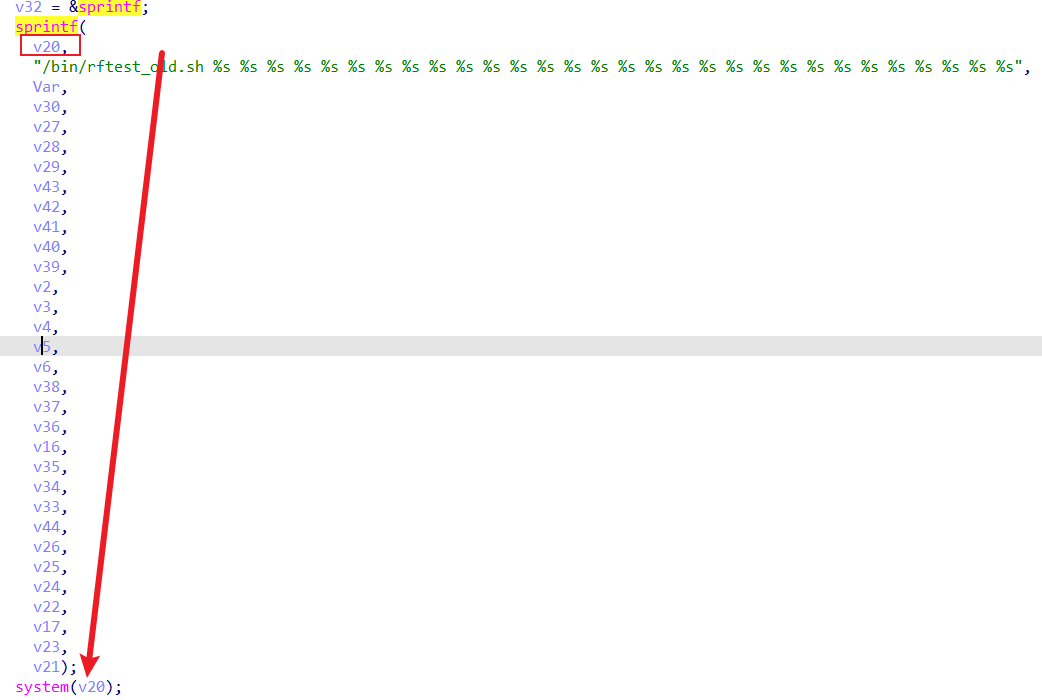 v32 = &sprintf;
sprintf(
v20,
"/bin/rftest_old.sh %s %s %s %s %s %s %s %s %s %s %s %s %s %s %s %s %s %s %s %s %s %s %s %s %s %s %s %s %s %s",
Var,
v30,
v27,
v28,
v29,
v43,
v42,
v41,
v40,
v39,
v2,
v3,
v4,
v5,
v6,
v38,
v37,
v36,
v16,
v35,
v34,
v33,
v44,
v26,
v25,
v24,
v22,
v17,
v23,
v21);
system(v20);